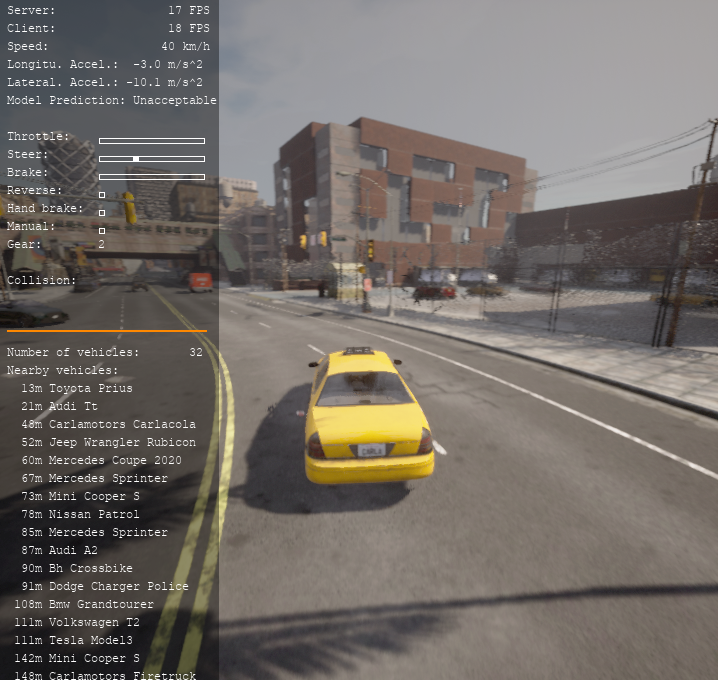 Server: 17 FPS
Client: 18 FPS
Speed: 40 km/h
Longitu. Accel.: -3.0 m/s^2
Lateral. Accel.: -10.1 m/s^2
Model Prediction: Unacceptable
Throttle:
Steer:
Brake:
Reverse:
Hand brake:
Manual:
Gear: 2
Collision:
Number of vehicles: 32
Nearby vehicles:
13m Toyota Prius
21m Audi Tt
48m Carlamotors Carlacola
52m Jeep Wrangler Rubicon
60m Mercedes Coupe 2020
67m Mercedes Sprinter
73m Mini Cooper S
78m Nissan Patrol
85m Mercedes Sprinter
87m Audi A2
90m Bh Crossbike
91m Dodge Charger Police
108m Bmw Grandtourer
111m Volkswagen T2
111m Tesla Model3
142m Mini Cooper S
148m Carlamotors Firetruck
CARLA